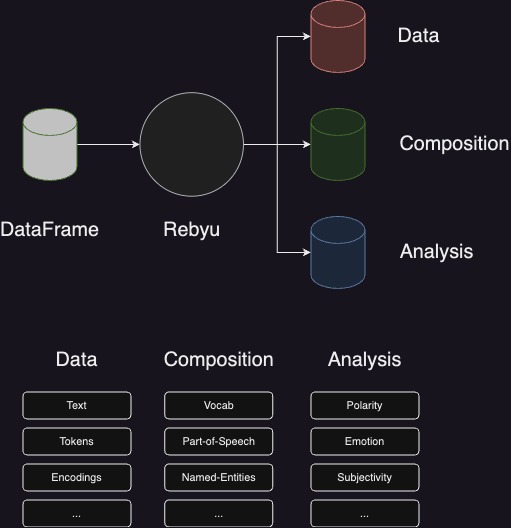 Data
Composition
DataFrame
Rebyu
Analysis
Data
Composition
Analysis
Text
Vocab
Polarity
Tokens
Part-of-Speech
Emotion
Encodings
Named-Entities
Subjectivity
...
...
...